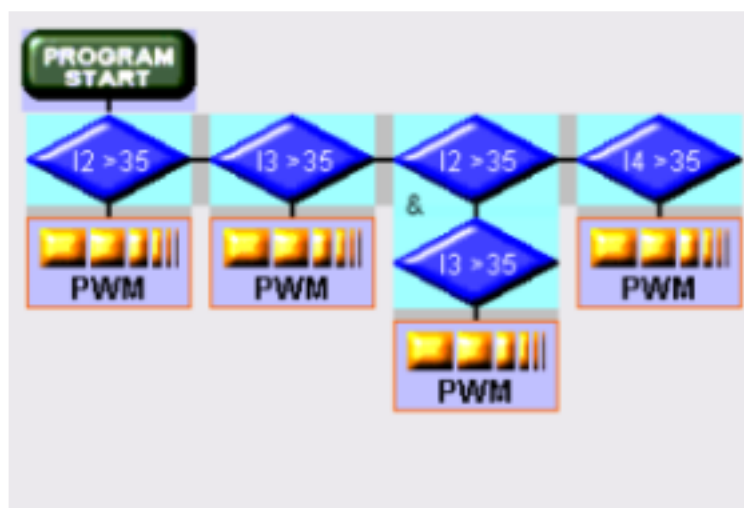 PROGRAM
START
I2 >35
I3 >35
I2 >35
I4 >35
&
I3 >35
PWM
PWM
PWM
PWM